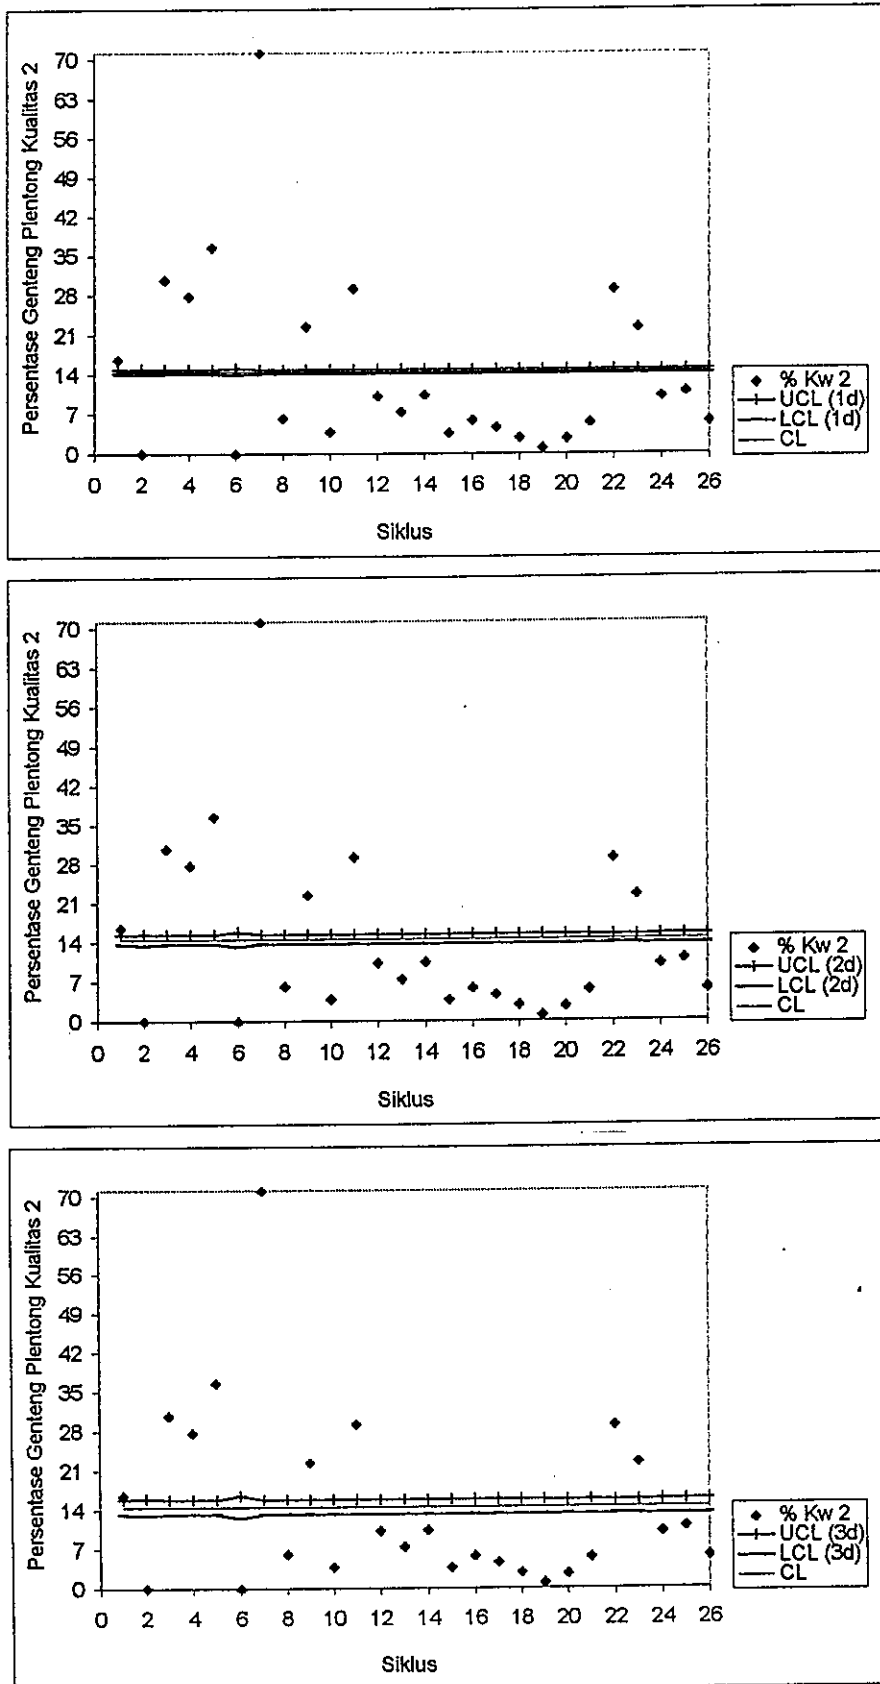 Persentase Genteng Plentong Kualitas 2
70
63
56
49
42
35
28
21
14
7
0
0 2 4 6 8 10 12 14 16 18 20 22 24 26
Siklus
% Kw 2
UCL (1d)
LCL (1d)
CL
Persentase Genteng Plentong Kualitas 2
70
63
56
49
42
35
28
21
14
7
0
0 2 4 6 8 10 12 14 16 18 20 22 24 26
Siklus
% Kw 2
UCL (2d)
LCL (2d)
CL
Persentase Genteng Plentong Kualitas 2
70
63
56
49
42
35
28
21
14
7
0
0 2 4 6 8 10 12 14 16 18 20 22 24 26
Siklus
% Kw 2
UCL (3d)
LCL (3d)
CL